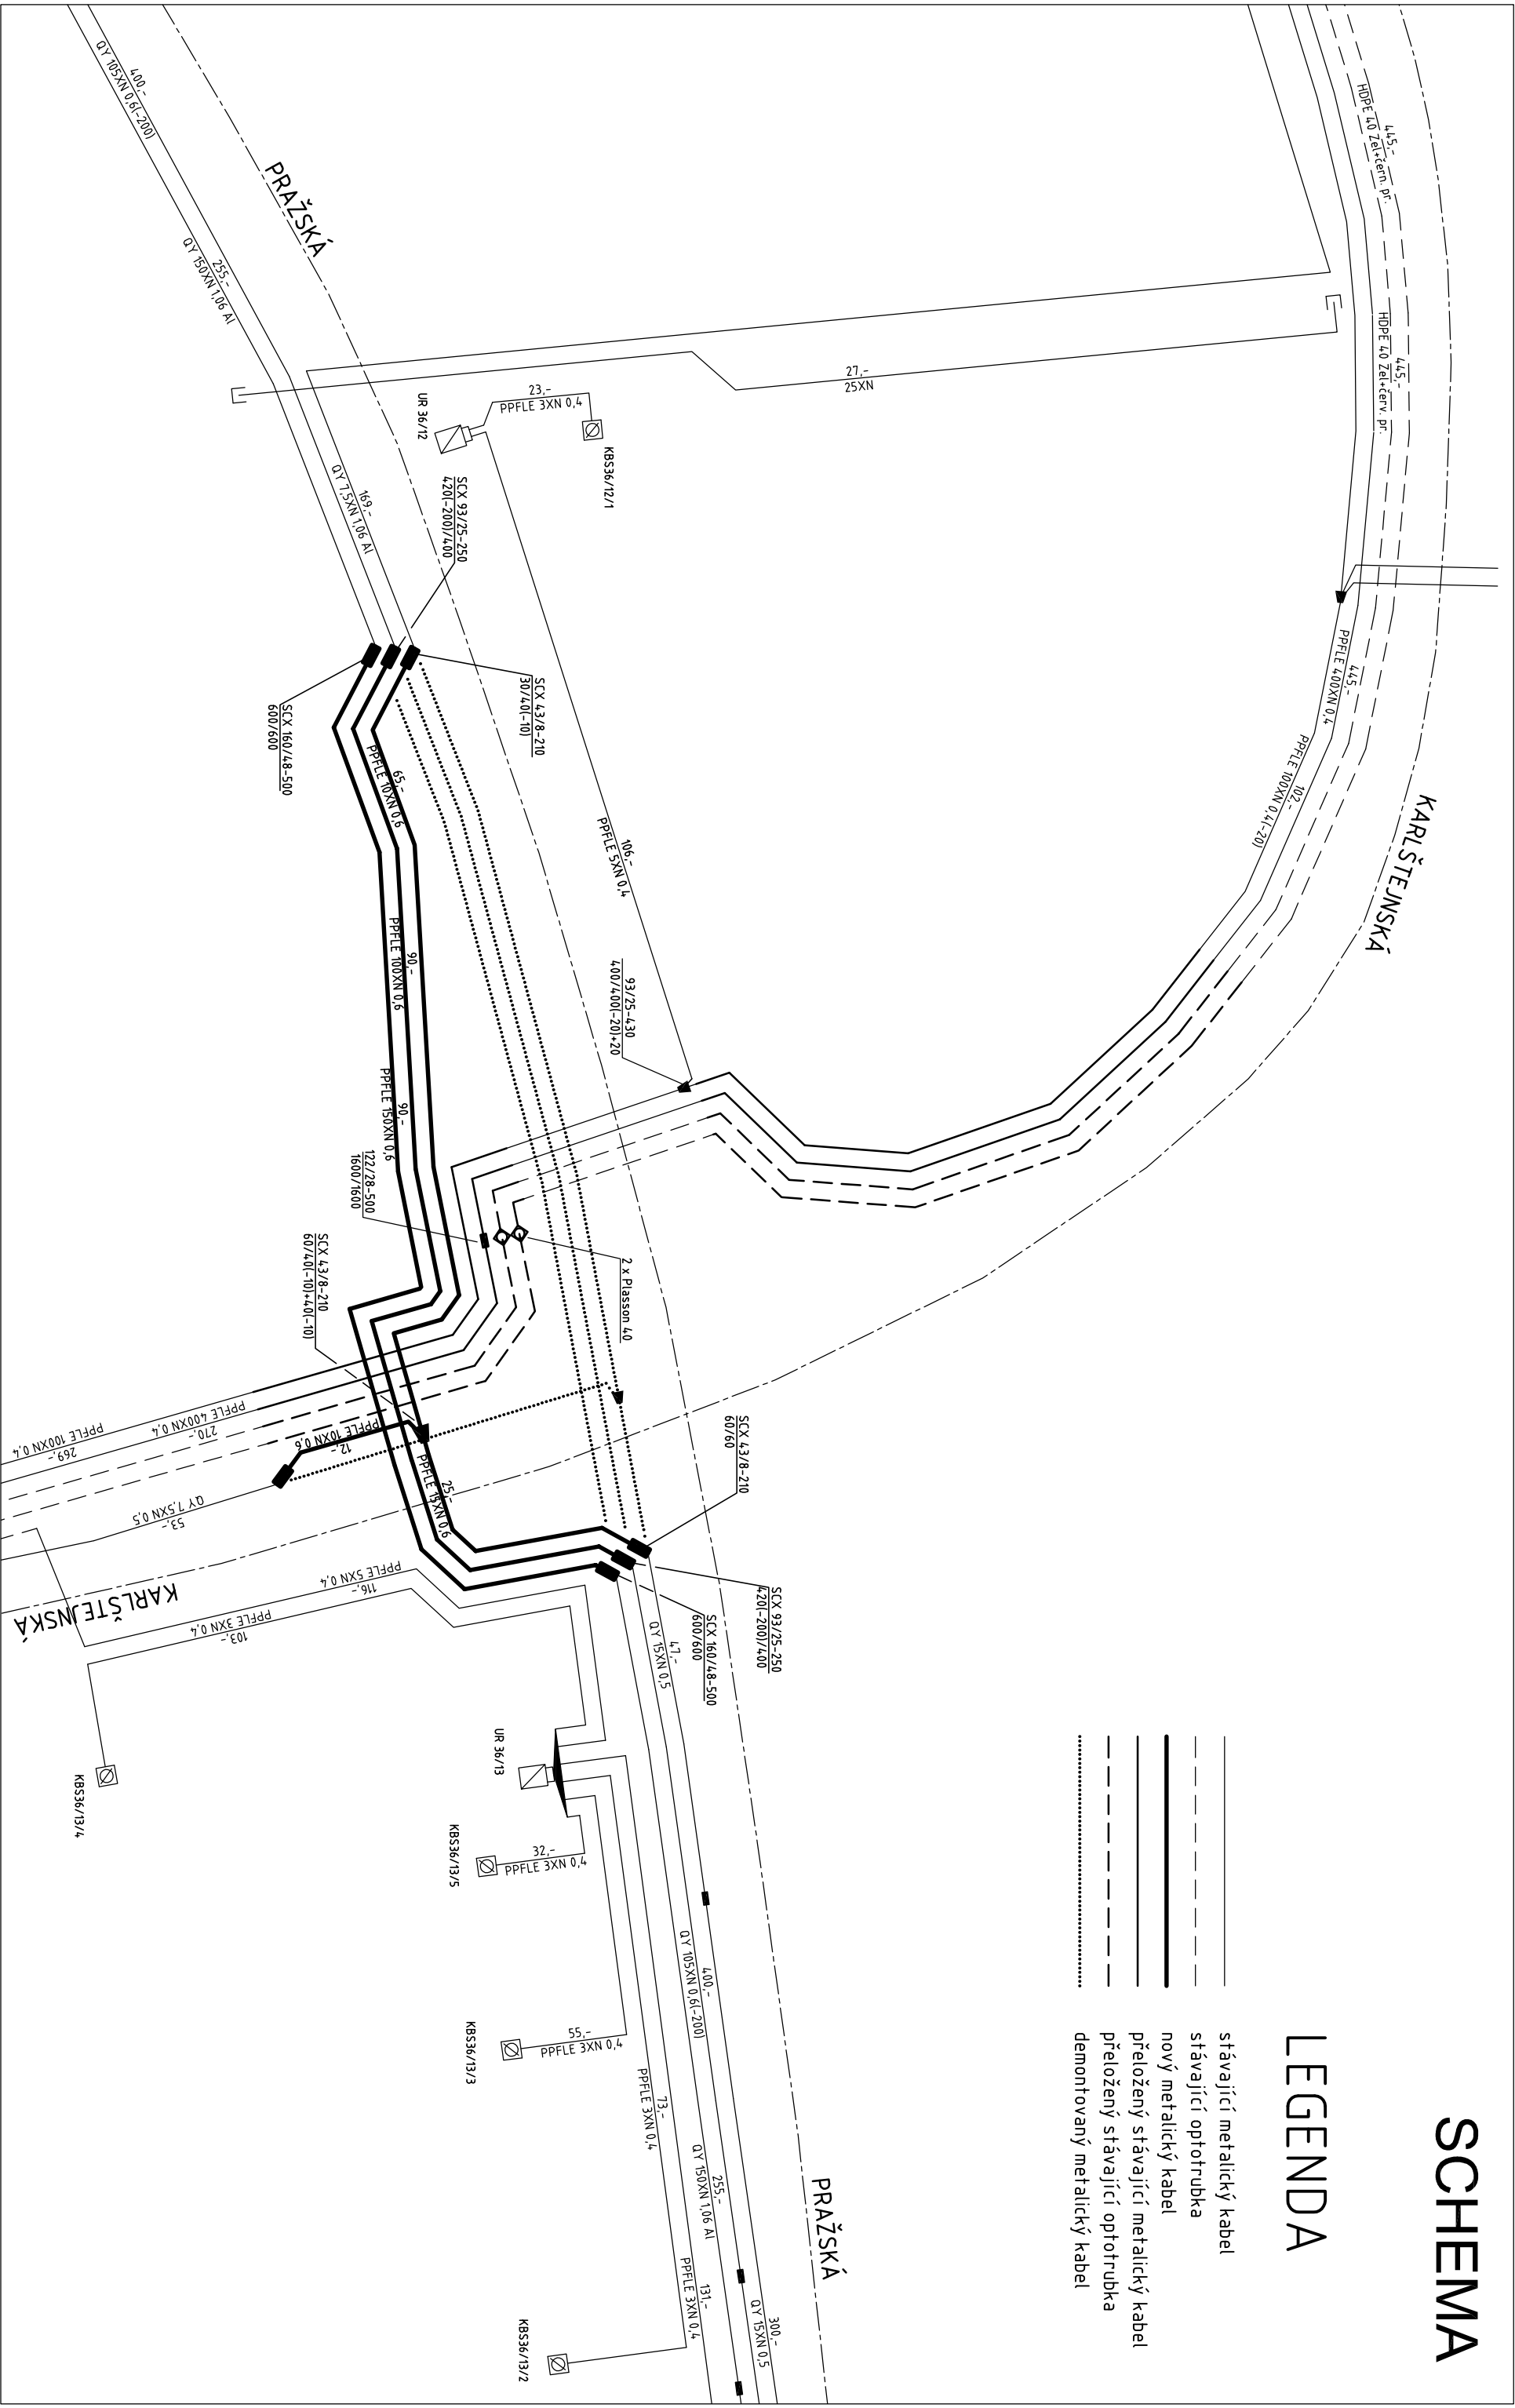 SCHEMA
LEGENDA
stávající metalický kabel
stávající optotrubka
nový metalický kabel
přeložený stávající metalický kabel
přeložený stávající optotrubka
demontovaný metalický kabel
KARLŠTEJNSKÁ
445,-
HDPE 40 Zel+čern. pr.
445,-
HDPE 40 Zel+červ. pr.
445,-
PPFLE 400XN 0,4
102,-
PPFLE 100XN 0,4(-20)
27,-
25XN
23,-
PPFLE 3XN 0,4
KBS36/12/1
UR 36/12
106,-
PPFLE 5XN 0,4
93/25-430
400/400(-20)+20
PRAŽSKÁ
400,-
QY 105XN 0,6(-200)
255,-
QY 150XN 1,06 Al
169,-
QY 7,5XN 1,06 Al
SCX 93/25-250
420(-200)/400
SCX 43/8-210
30/40(-10)
SCX 160/48-500
600/600
65,-
PPFLE 10XN 0,6
90,-
PPFLE 100XN 0,6
90,-
PPFLE 150XN 0,6
122/28-500
1600/1600
2 x Plasson 40
SCX 43/8-210
60/40(-10)+40(-10)
SCX 43/8-210
60/60
SCX 93/25-250
420(-200)/400
SCX 160/48-500
600/600
25,-
PPFLE 15XN 0,6
12,-
PPFLE 10XN 0,6
270,-
PPFLE 400XN 0,4
269,-
PPFLE 100XN 0,4
53,-
QY 7,5XN 0,5
KARLŠTEJNSKÁ
116,-
PPFLE 5XN 0,4
103,-
PPFLE 3XN 0,4
KBS36/13/4
UR 36/13
47,-
QY 15XN 0,5
32,-
PPFLE 3XN 0,4
KBS36/13/5
55,-
PPFLE 3XN 0,4
KBS36/13/3
400,-
QY 105XN 0,6(-200)
73,-
PPFLE 3XN 0,4
255,-
QY 150XN 1,06 Al
131,-
PPFLE 3XN 0,4
300,-
QY 15XN 0,5
KBS36/13/2
PRAŽSKÁ